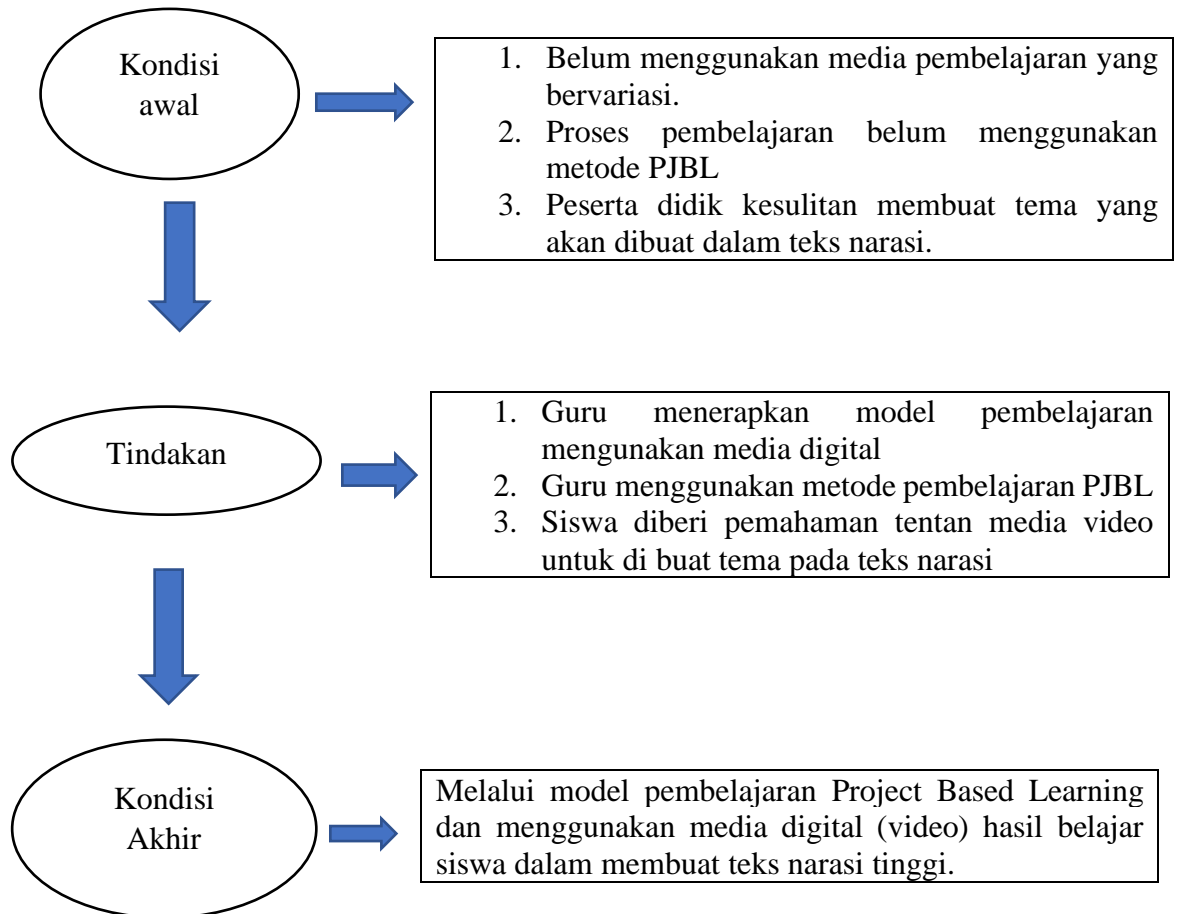 Kondisi
awal
1. Belum menggunakan media pembelajaran yang
bervariasi.
2. Proses pembelajaran belum menggunakan
metode PJBL
3. Peserta didik kesulitan membuat tema yang
akan dibuat dalam teks narasi.
Tindakan
1. Guru menerapkan model pembelajaran
mengunakan media digital
2. Guru menggunakan metode pembelajaran PJBL
3. Siswa diberi pemahaman tentan media video
untuk di buat tema pada teks narasi
Kondisi
Akhir
Melalui model pembelajaran Project Based Learning
dan menggunakan media digital (video) hasil belajar
siswa dalam membuat teks narasi tinggi.